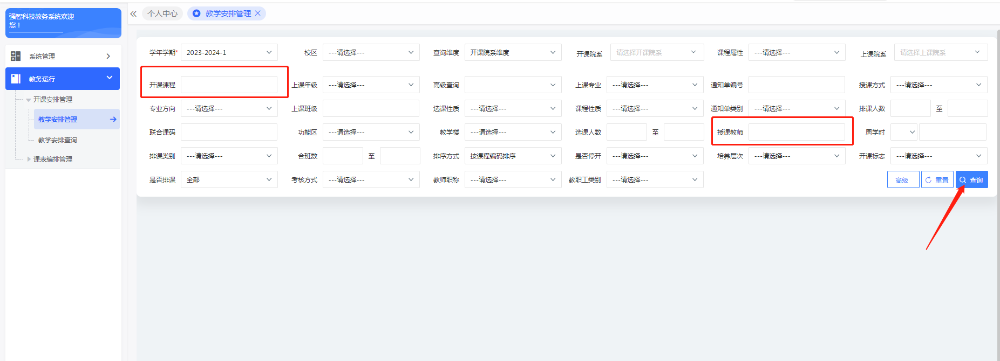 强智科技教务系统欢迎
您！
个人中心
教学安排管理
系统管理
教务运行
开课安排管理
教学安排管理
教学安排查询
课表编排管理
学年学期* 2023-2024-1 校区 ---请选择--- 查询维度 开课院系维度 开课院系 请选择开课院系 课程属性 ---请选择--- 上课院系 请选择上课院系
开课课程 上课年级 ---请选择--- 高级查询 上课专业 ---请选择--- 通知单编号 授课方式 ---请选择---
专业方向 ---请选择--- 上课班级 选课性质 ---请选择--- 课程性质 ---请选择--- 通知单类别 ---请选择--- 排课人数 至
联合课码 功能区 ---请选择--- 教学楼 ---请选择--- 选课人数 至 授课教师 周学时
排课类别 ---请选择--- 合班数 至 排序方式 按课程编码排序 是否停开 ---请选择--- 培养层次 ---请选择--- 开课标志 ---请选择---
是否排课 全部 考核方式 ---请选择--- 教师职称 ---请选择--- 教职工类别 ---请选择--- 高级 重置 查询